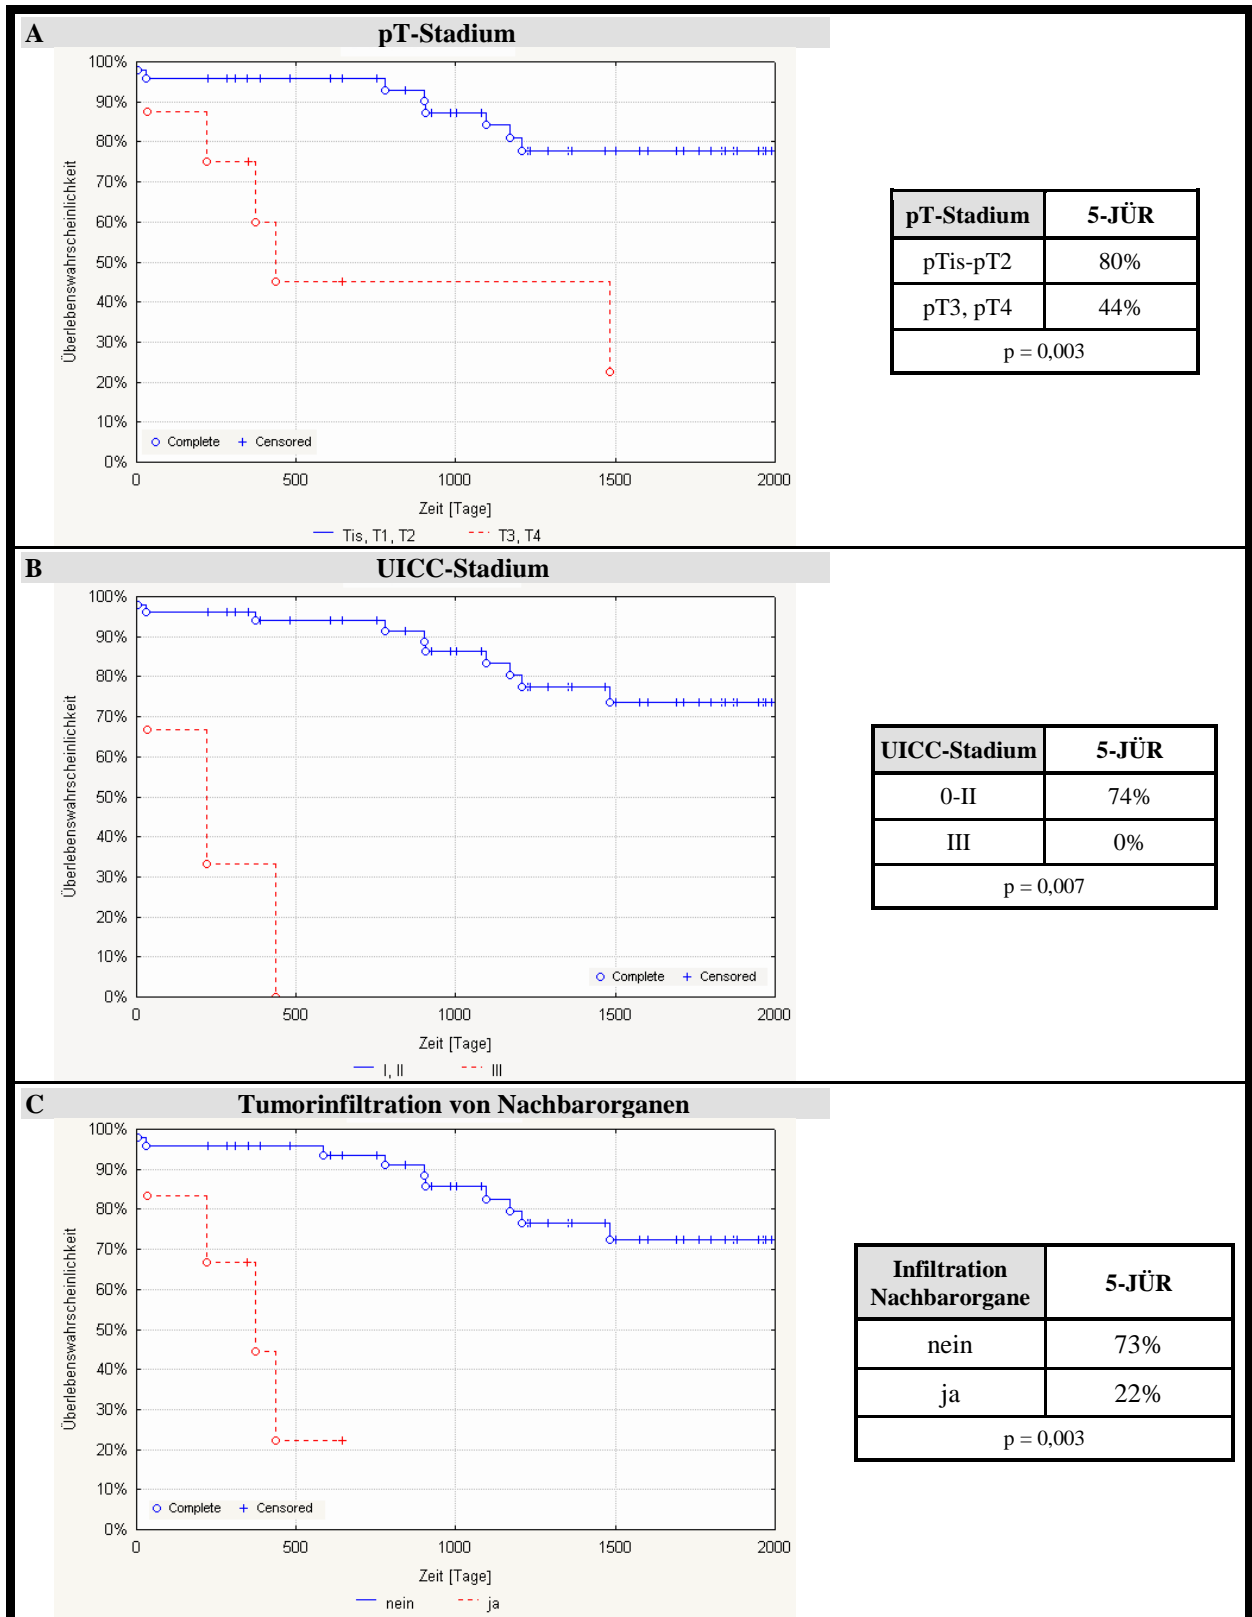 A pT-Stadium
100%
90%
80%
70%
60%
50%
40%
30%
20%
10%
0%
Überlebenswahrscheinlichkeit
Complete Censored
0 500 1000 1500 2000
Zeit [Tage]
Tis, T1, T2 T3, T4
pT-Stadium 5-JÜR
pTis-pT2 80%
pT3, pT4 44%
p = 0,003
B UICC-Stadium
100%
90%
80%
70%
60%
50%
40%
30%
20%
10%
0%
Überlebenswahrscheinlichkeit
Complete Censored
0 500 1000 1500 2000
Zeit [Tage]
I, II III
UICC-Stadium 5-JÜR
0-II 74%
III 0%
p = 0,007
C Tumorinfiltration von Nachbarorganen
100%
90%
80%
70%
60%
50%
40%
30%
20%
10%
0%
Überlebenswahrscheinlichkeit
Complete Censored
0 500 1000 1500 2000
Zeit [Tage]
nein ja
Infiltration
Nachbarorgane 5-JÜR
nein 73%
ja 22%
p = 0,003